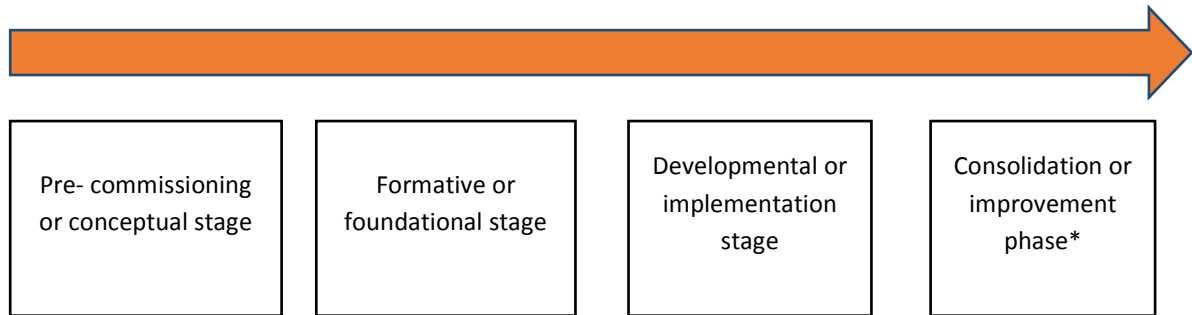 Pre- commissioning
or conceptual stage
Formative or
foundational stage
Developmental or
implementation
stage
Consolidation or
improvement
phase*